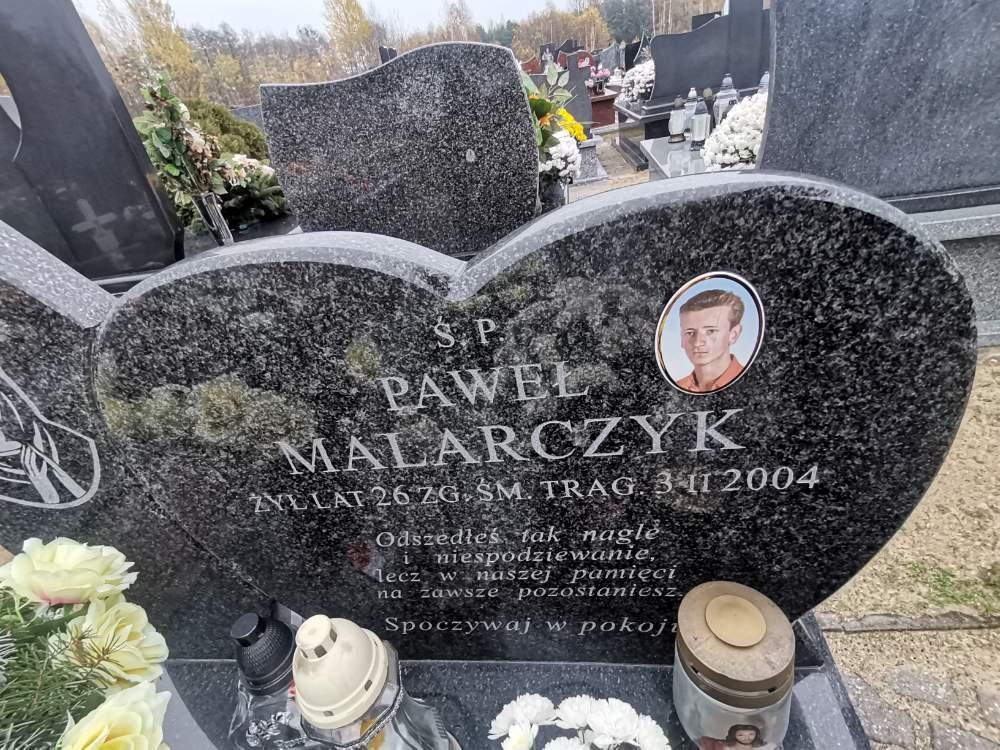 Ś. P.
PAWEŁ
MALARCZYK
ŻYŁ LAT 26 ZG. ŚM. TRAG. 3 II 2004
Odszedłeś tak nagle
i niespodziewanie,
lecz w naszej pamięci
na zawsze pozostaniesz.
Spoczywaj w pokoju